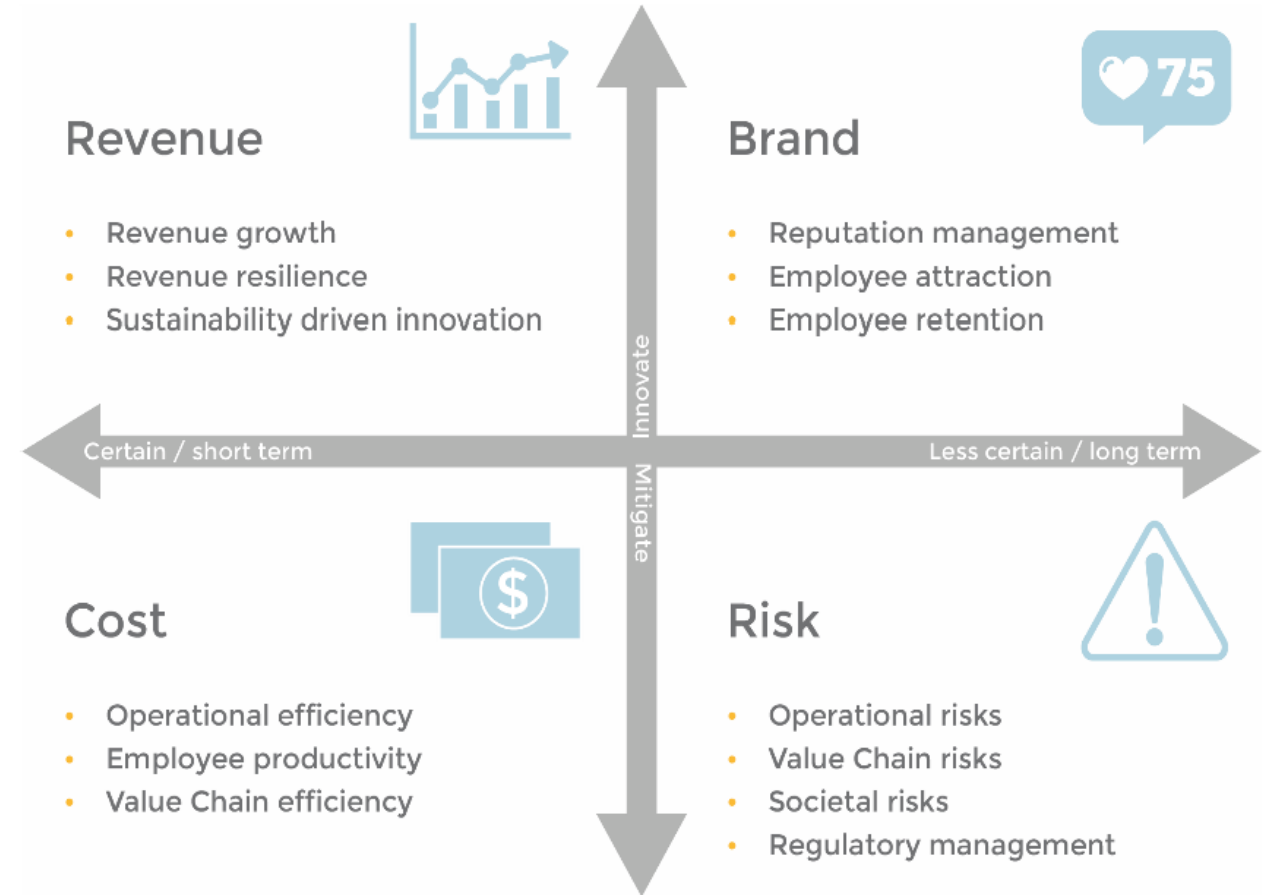 Revenue
• Revenue growth
• Revenue resilience
• Sustainability driven innovation
75
Brand
• Reputation management
• Employee attraction
• Employee retention
Innovate
Certain / short term
Less certain / long term
Mitigate
$
Cost
• Operational efficiency
• Employee productivity
• Value Chain efficiency
!
Risk
• Operational risks
• Value Chain risks
• Societal risks
• Regulatory management